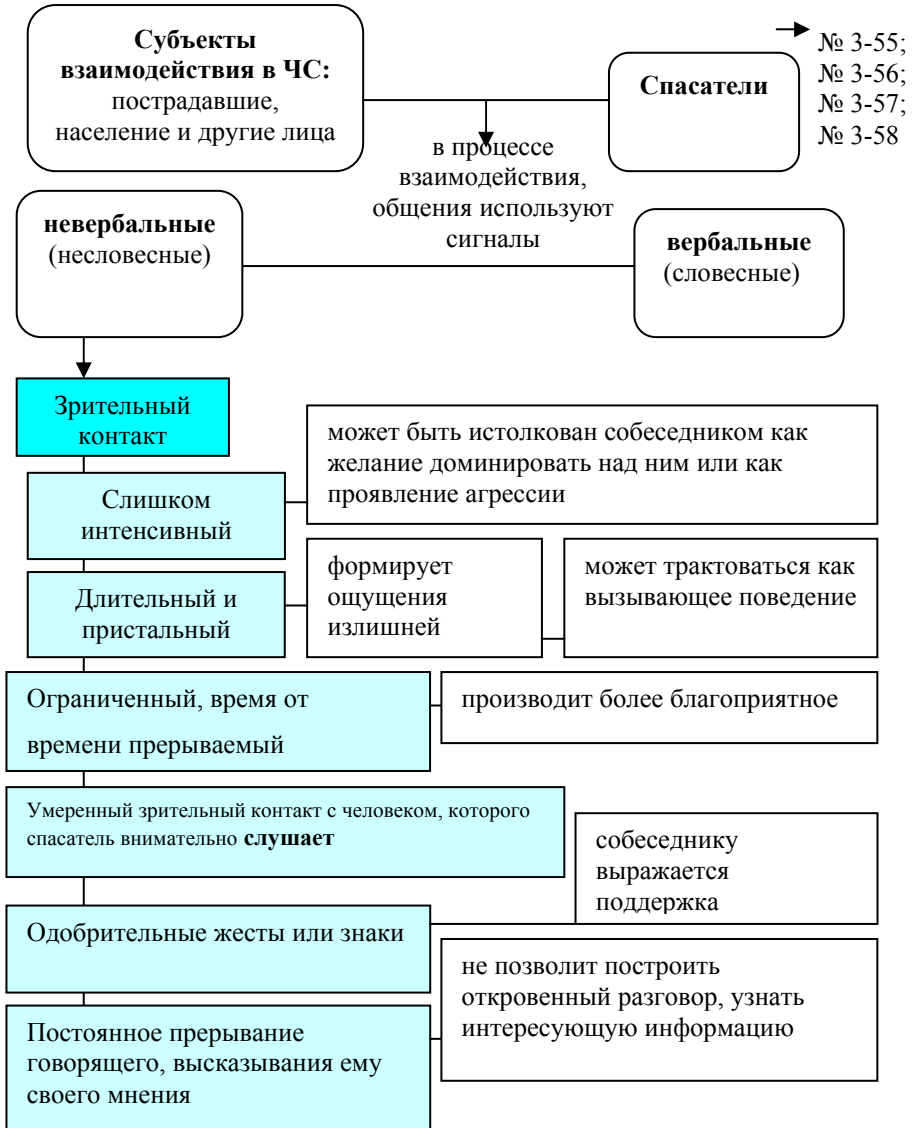 Субъекты
взаимодействия в ЧС:
пострадавшие,
население и другие лица
Спасатели
№ 3-55;
№ 3-56;
№ 3-57;
№ 3-58
в процессе
взаимодействия,
общения используют
сигналы
невербальные
(несловесные)
вербальные
(словесные)
Зрительный
контакт
может быть истолкован собеседником как
желание доминировать над ним или как
проявление агрессии
Слишком
интенсивный
Длительный и
пристальный
формирует
ощущения
излишней
может трактоваться как
вызывающее поведение
Ограниченный, время от
времени прерываемый
производит более благоприятное
Умеренный зрительный контакт с человеком, которого
спасатель внимательно слушает
собеседнику
выражается
поддержка
Одобрительные жесты или знаки
не позволит построить
откровенный разговор, узнать
интересующую информацию
Постоянное прерывание
говорящего, высказывания ему
своего мнения